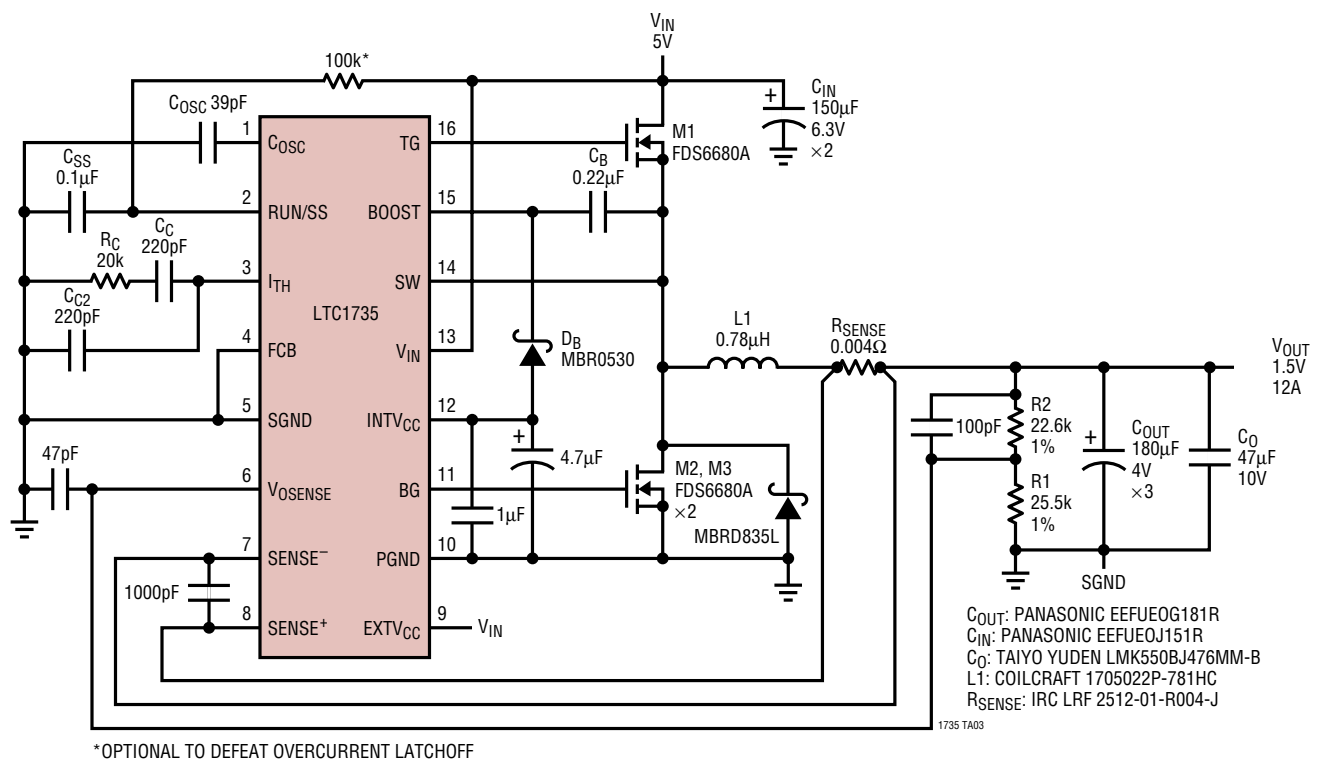 VIN
5V
100k*
COSC 39pF
CIN
150µF
6.3V
×2
+
1
COSC
TG
16
M1
FDS6680A
CSS
0.1µF
CB
0.22µF
2
RUN/SS
BOOST
15
RC
20k
CC
220pF
3
ITH
SW
14
CC2
220pF
LTC1735
L1
0.78µH
RSENSE
0.004Ω
4
FCB
VIN
13
DB
MBR0530
VOUT
1.5V
12A
5
SGND
INTVCC
12
+
4.7µF
100pF
R2
22.6k
1%
+
COUT
180µF
4V
×3
CO
47µF
10V
47pF
6
VOSENSE
BG
11
M2, M3
FDS6680A
×2
R1
25.5k
1%
1µF
MBRD835L
7
SENSE–
PGND
10
SGND
1000pF
8
SENSE+
EXTVCC
9
VIN
COUT: PANASONIC EEFUEOG181R
CIN: PANASONIC EEFUEOJ151R
CO: TAIYO YUDEN LMK550BJ476MM-B
L1: COILCRAFT 1705022P-781HC
RSENSE: IRC LRF 2512-01-R004-J
1735 TA03
*OPTIONAL TO DEFEAT OVERCURRENT LATCHOFF